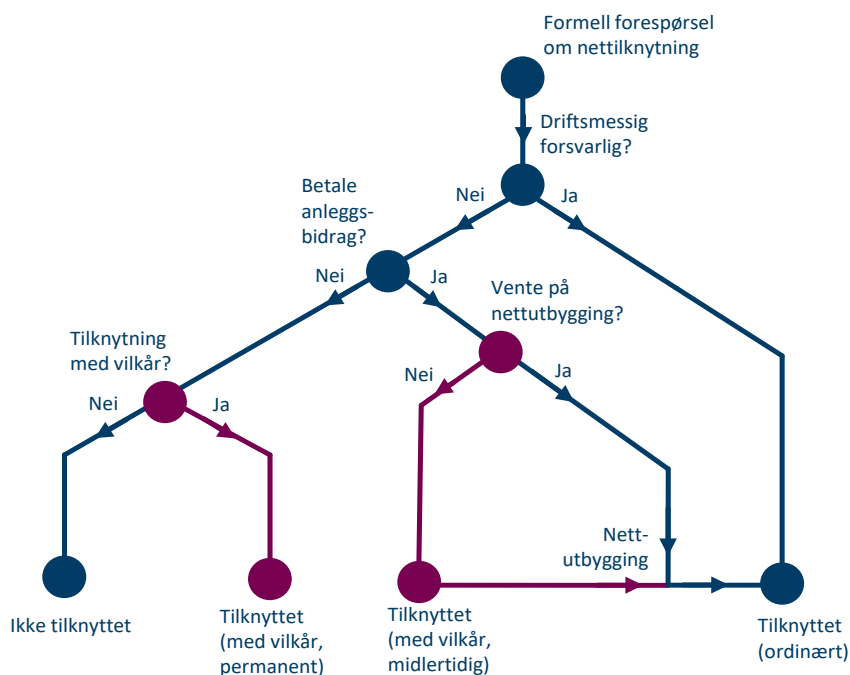 Formell forespørsel
om nettilknytning
Driftsmessig
forsvarlig?
Nei
Ja
Betale
anleggs-
bidrag?
Nei
Ja
Vente på
nettutbygging?
Tilknytning
med vilkår?
Nei
Ja
Nei
Ja
Nett-
utbygging
Ikke tilknyttet
Tilknyttet
(med vilkår,
permanent)
Tilknyttet
(med vilkår,
midlertidig)
Tilknyttet
(ordinært)